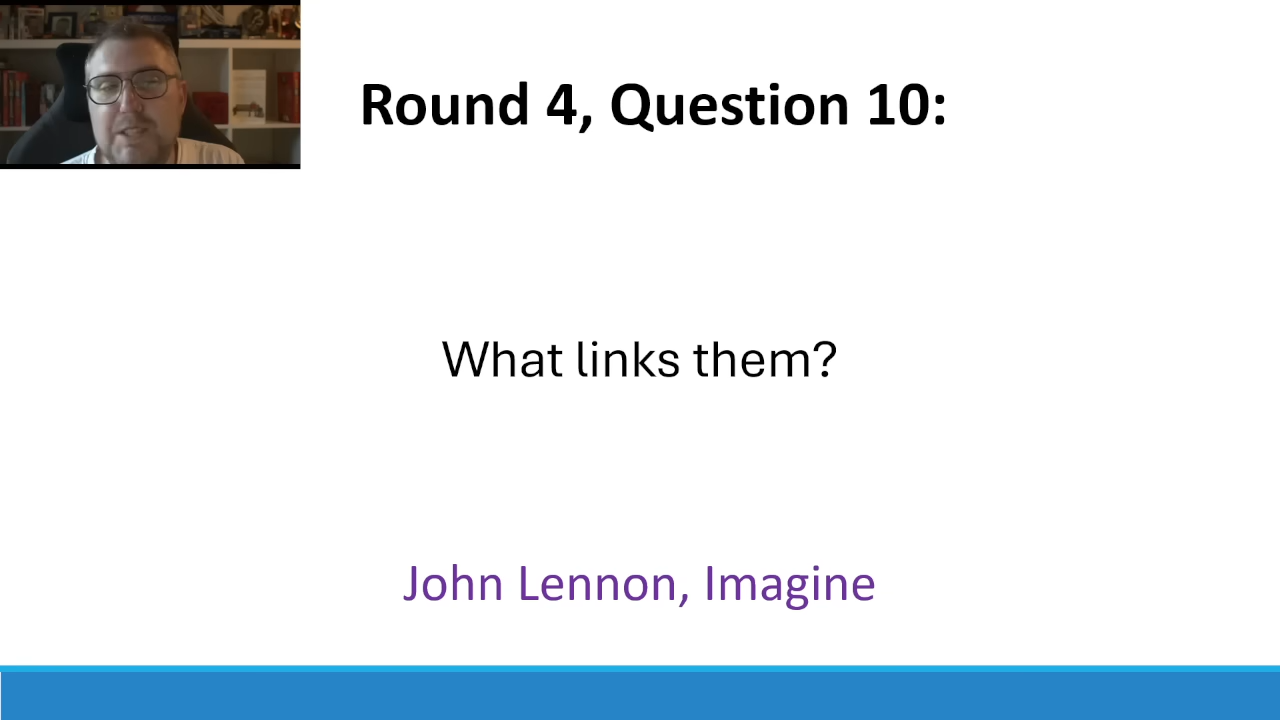 Round 4, Question 10:
What links them?
John Lennon, Imagine